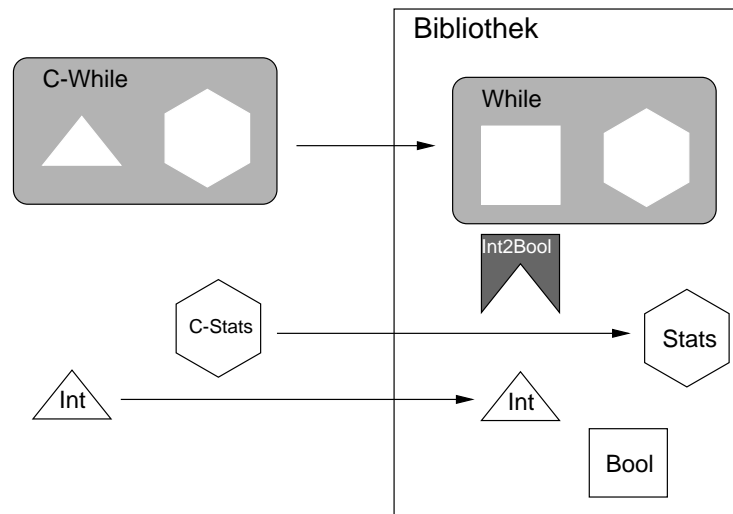 Bibliothek
C-While
While
Int2Bool
C-Stats
Stats
Int
Int
Bool